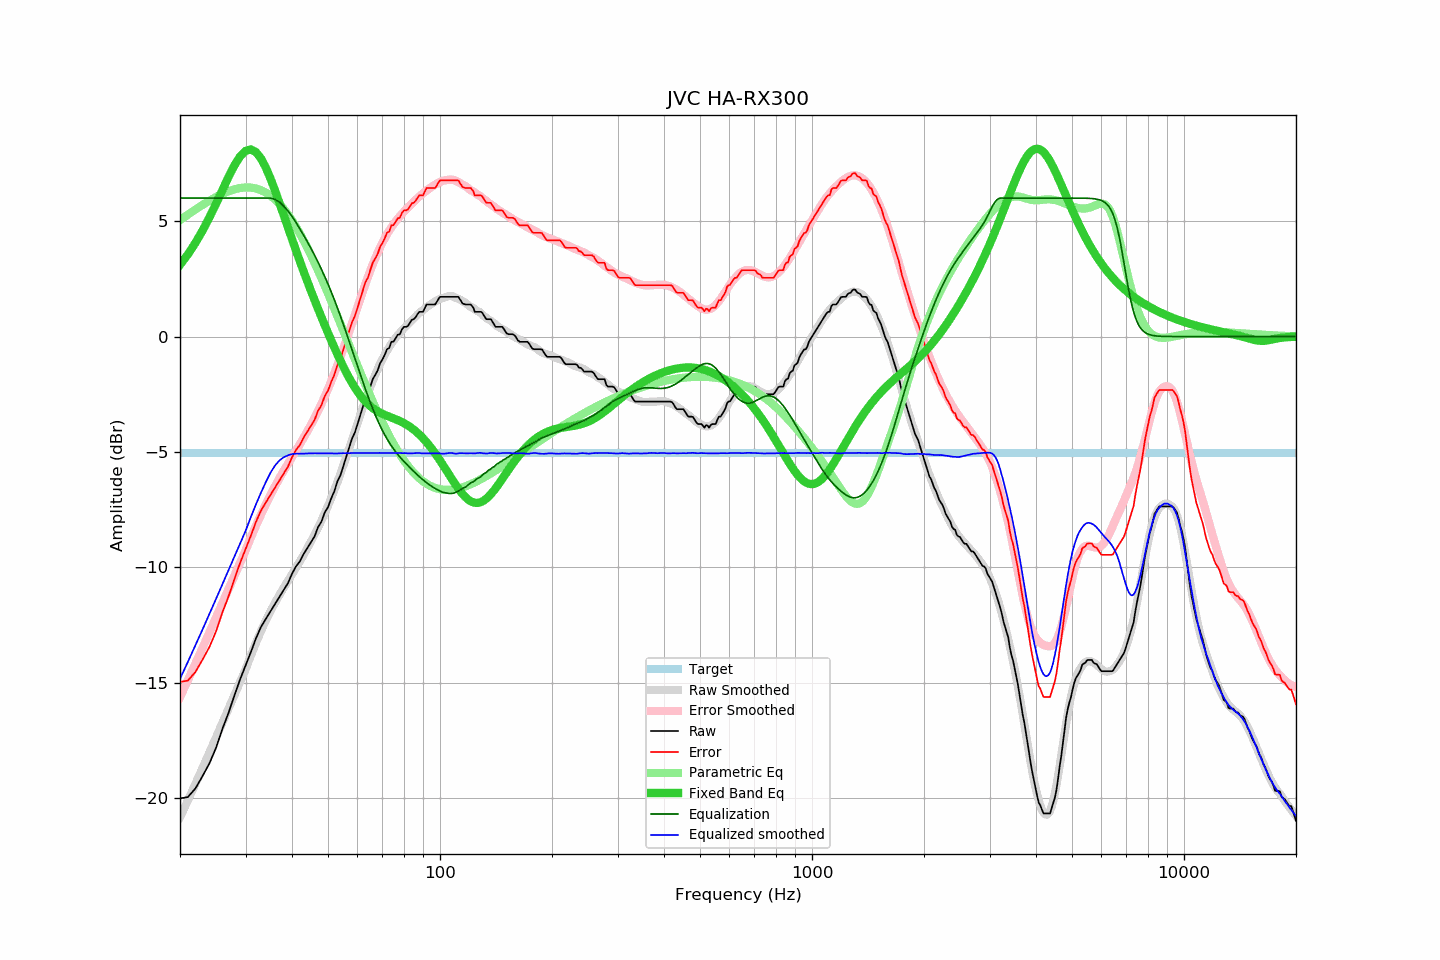 JVC HA-RX300
Amplitude (dBr)
5
0
−5
−10
−15
−20
Target
Raw Smoothed
Error Smoothed
Raw
Error
Parametric Eq
Fixed Band Eq
Equalization
Equalized smoothed
100
1000
10000
Frequency (Hz)